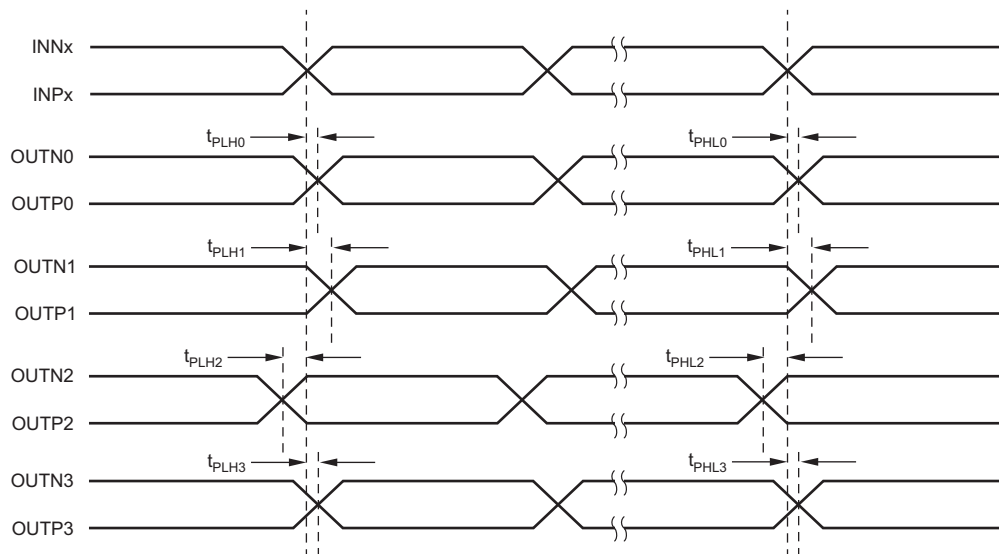 INNx
INPx
tPLH0 tPHL0
OUTN0
OUTP0
tPLH1 tPHL1
OUTN1
OUTP1
tPLH2 tPHL2
OUTN2
OUTP2
tPLH3 tPHL3
OUTN3
OUTP3